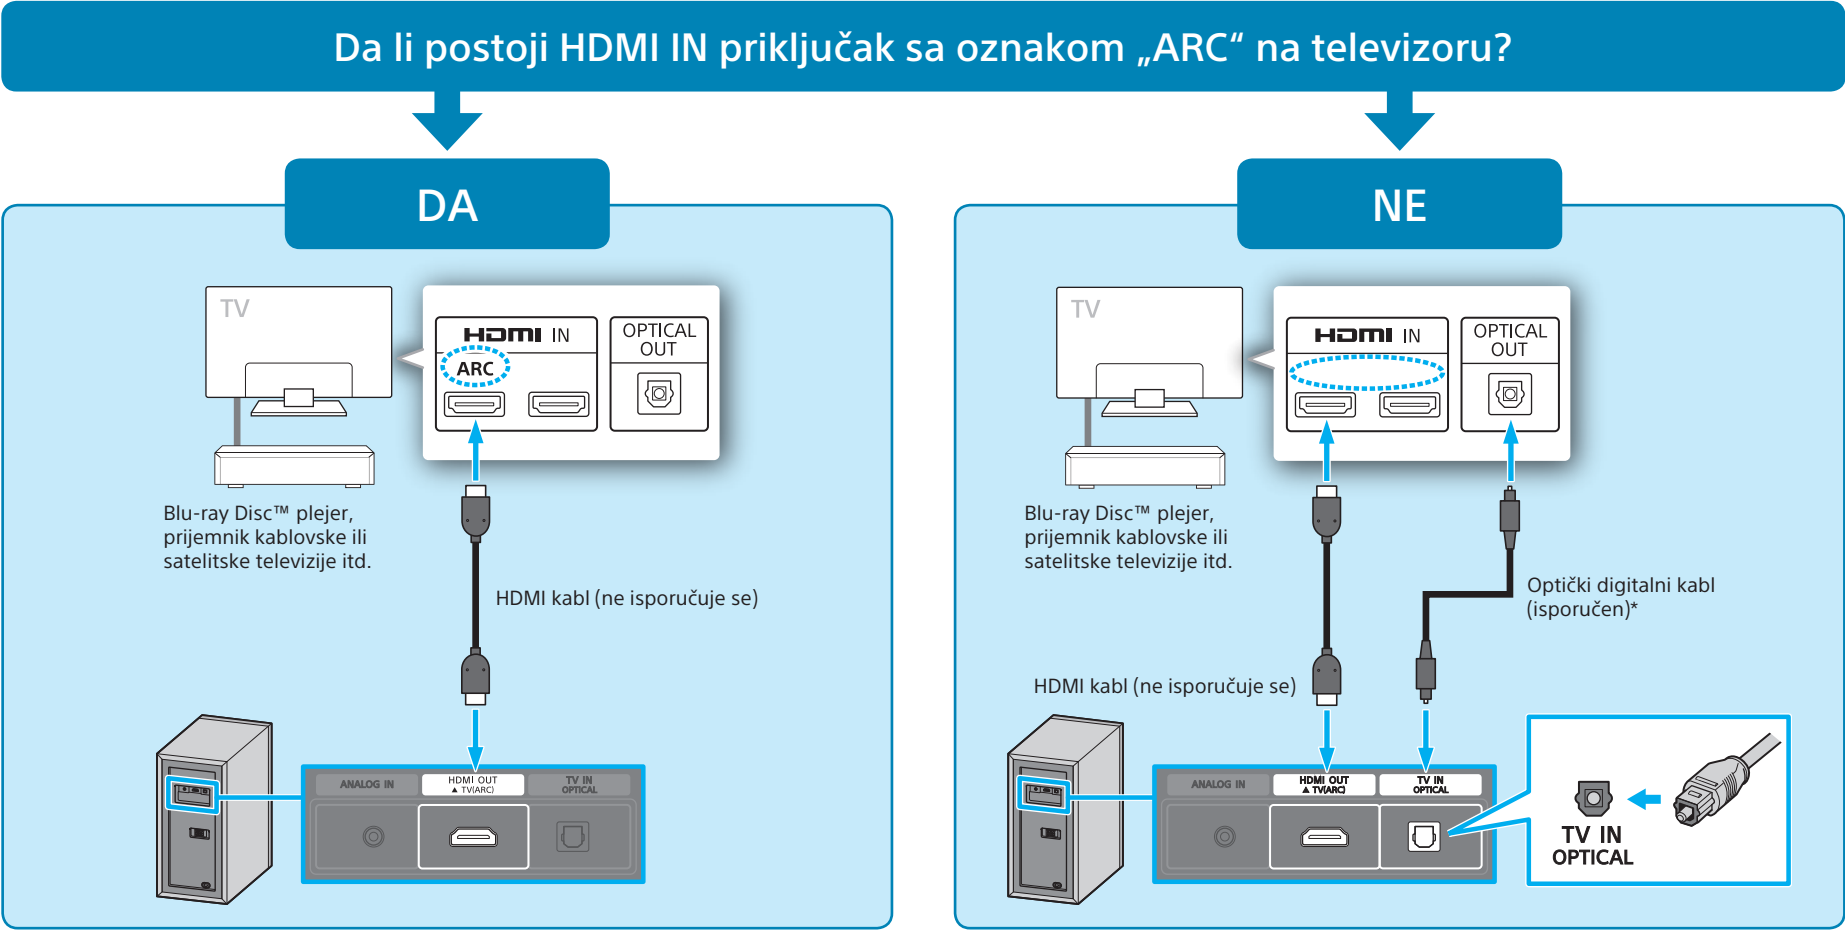 Da li postoji HDMI IN priključak sa oznakom „ARC“ na televizoru?
DA
TV
HDMI IN
ARC
OPTICAL
OUT
Blu-ray Disc™ plejer,
prijemnik kablovske ili
satelitske televizije itd.
HDMI kabl (ne isporučuje se)
ANALOG IN
HDMI OUT
▲ TV(ARC)
TV IN
OPTICAL
NE
TV
HDMI IN
OPTICAL
OUT
Blu-ray Disc™ plejer,
prijemnik kablovske ili
satelitske televizije itd.
Optički digitalni kabl
(isporučen)*
HDMI kabl (ne isporučuje se)
ANALOG IN
HDMI OUT
▲ TV(ARC)
TV IN
OPTICAL
TV IN
OPTICAL